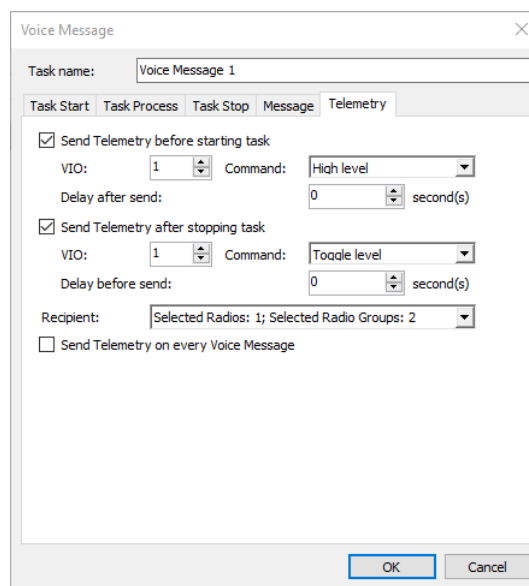 Voice Message
Task name: Voice Message 1
Task Start Task Process Task Stop Message Telemetry
Send Telemetry before starting task
VIO: 1 Command: High level
Delay after send: 0 second(s)
Send Telemetry after stopping task
VIO: 1 Command: Toggle level
Delay before send: 0 second(s)
Recipient: Selected Radios: 1; Selected Radio Groups: 2
Send Telemetry on every Voice Message
OK Cancel